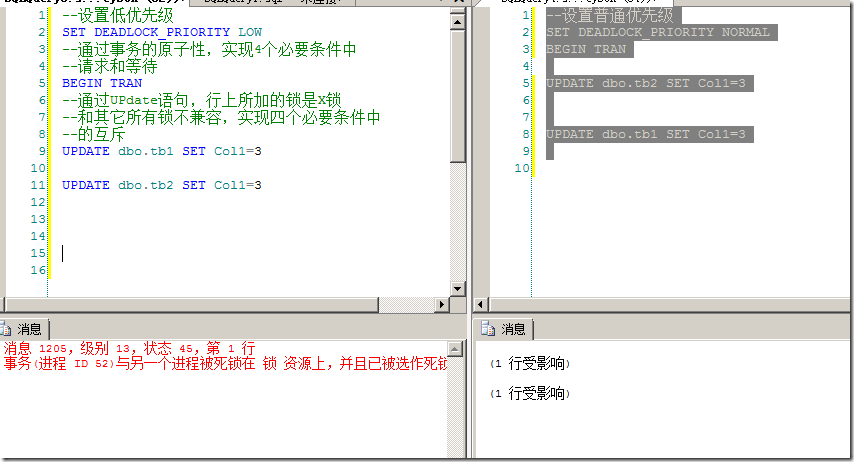 1 --设置低优先级
2 SET DEADLOCK_PRIORITY LOW
3 --通过事务的原子性，实现4个必要条件中
4 --请求和等待
5 BEGIN TRAN
6 --通过UPdate语句，行上所加的锁是X锁
7 --和其它所有锁不兼容，实现四个必要条件中
8 --的互斥
9 UPDATE dbo.tb1 SET Col1=3
10
11 UPDATE dbo.tb2 SET Col1=3
12
13
14
15
16
消息
消息 1205，级别 13，状态 45，第 1 行
事务(进程 ID 52)与另一个进程被死锁在 锁 资源上，并且已被选作死锁
1 --设置普通优先级
2 SET DEADLOCK_PRIORITY NORMAL
3 BEGIN TRAN
4
5 UPDATE dbo.tb2 SET Col1=3
6
7
8 UPDATE dbo.tb1 SET Col1=3
9
10
消息
(1 行受影响)
(1 行受影响)